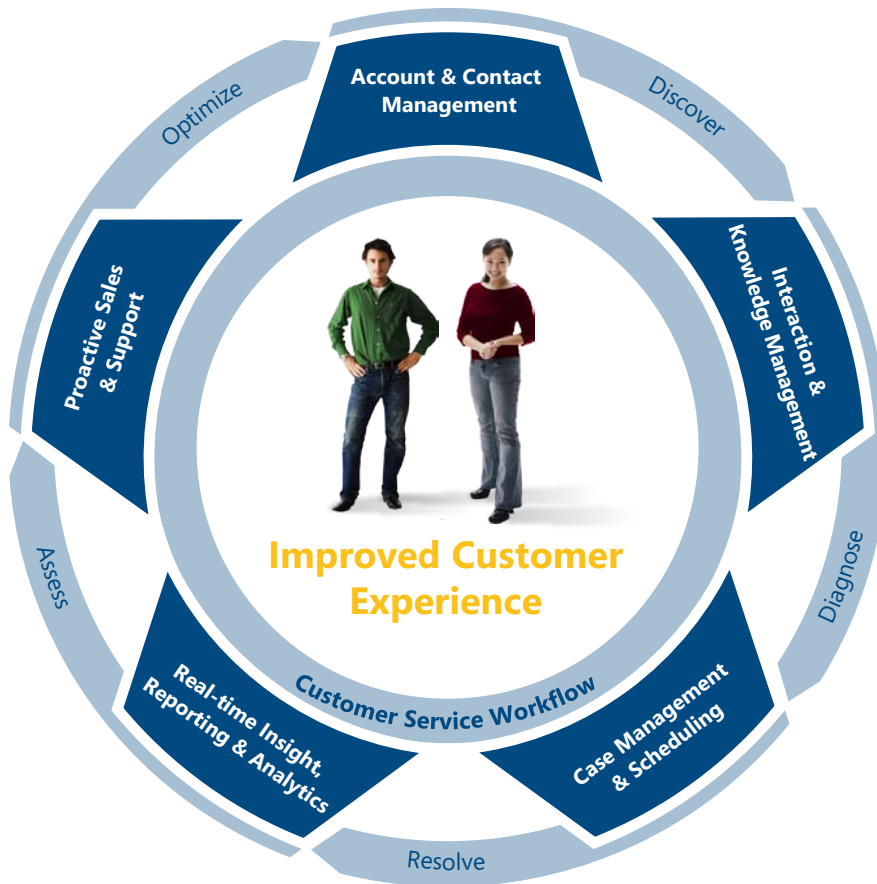 Account & Contact
Management
Discover
Interaction &
Knowledge Management
Diagnose
Case Management
& Scheduling
Resolve
Real-time Insight,
Reporting & Analytics
Assess
Proactive Sales
& Support
Optimize
Improved Customer
Experience
Customer Service Workflow